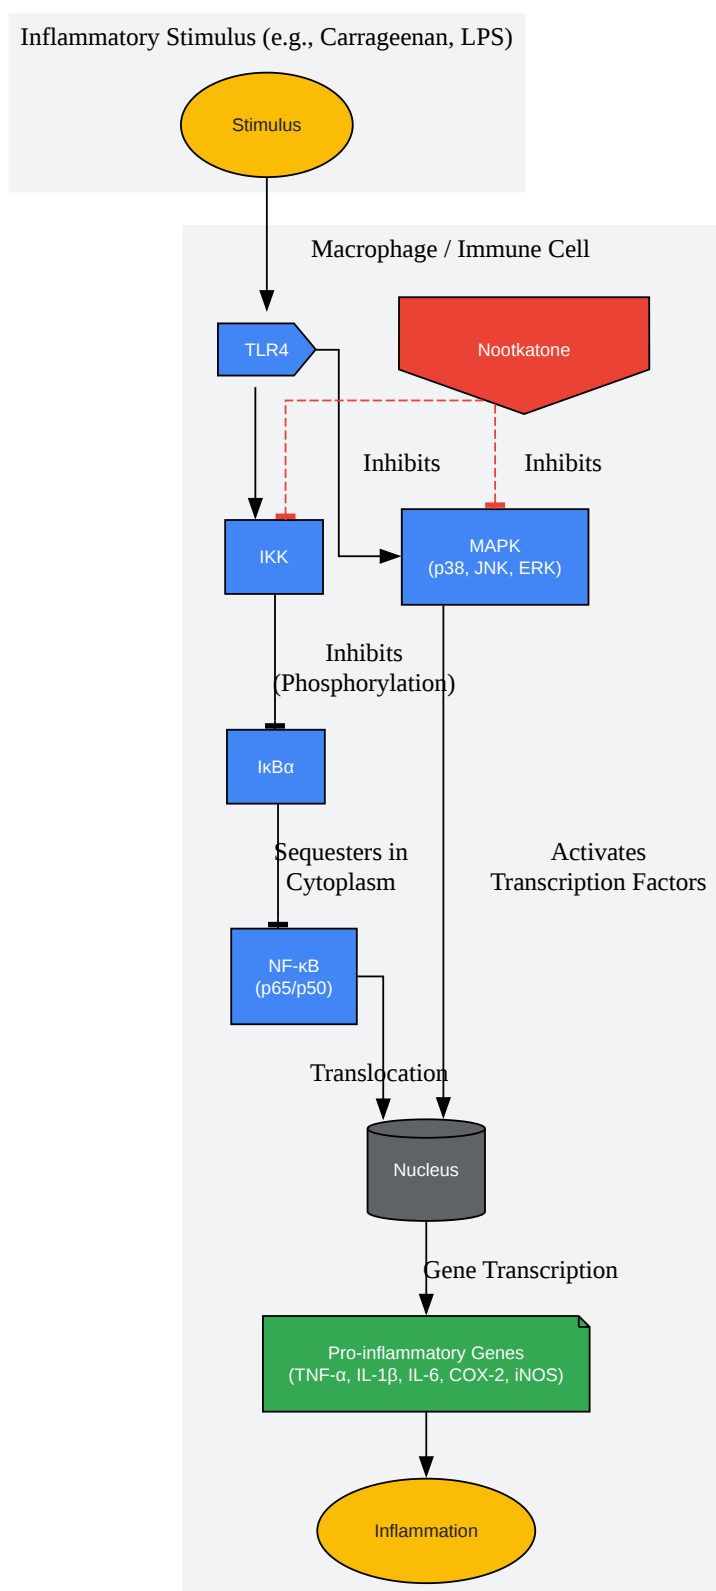 Inflammatory Stimulus (e.g., Carrageenan, LPS)
Stimulus
Macrophage / Immune Cell
TLR4
Nootkatone
Inhibits
Inhibits
IKK
MAPK
(p38, JNK, ERK)
Inhibits
(Phosphorylation)
IκBα
Sequesters in
Cytoplasm
Activates
Transcription Factors
NF-κB
(p65/p50)
Translocation
Nucleus
Gene Transcription
Pro-inflammatory Genes
(TNF-α, IL-1β, IL-6, COX-2, iNOS)
Inflammation